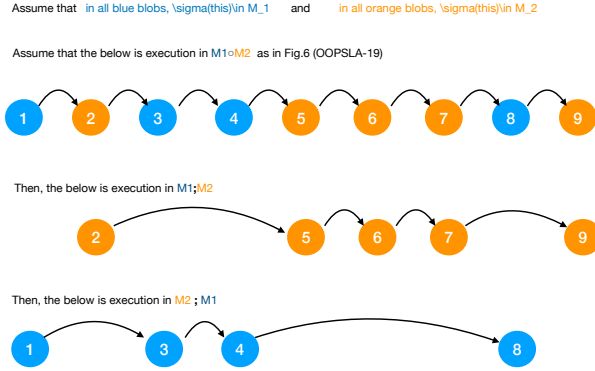 Assume that in all blue blobs, \sigma(this)\in M_1 and in all orange blobs, \sigma(this)\in M_2
Assume that the below is execution in M1○M2 as in Fig.6 (OOPSLA-19)
1 2 3 4 5 6 7 8 9
Then, the below is execution in M1;M2
2 5 6 7 9
Then, the below is execution in M2 ; M1
1 3 4 8